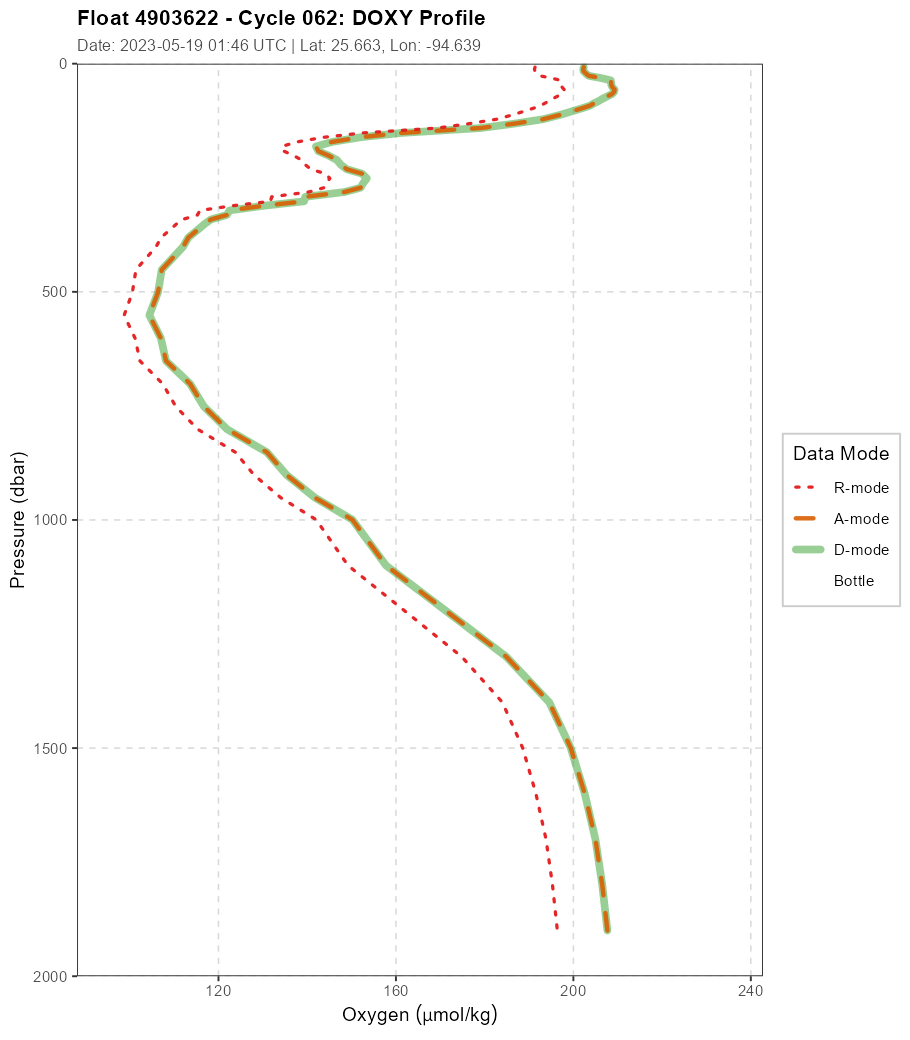 Float 4903622 - Cycle 062: DOXY Profile
Date: 2023-05-19 01:46 UTC | Lat: 25.663, Lon: -94.639
0
500
1000
1500
2000
Pressure (dbar)
120
160
200
240
Oxygen (µmol/kg)
Data Mode
R-mode
A-mode
D-mode
Bottle